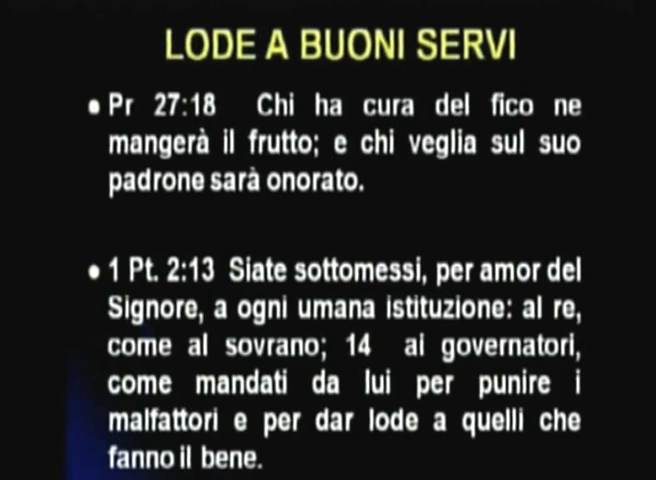 LODE A BUONI SERVI
• Pr 27:18 Chi ha cura del fico ne
mangerà il frutto; e chi veglia sul suo
padrone sarà onorato.
• 1 Pt. 2:13 Siate sottomessi, per amor del
Signore, a ogni umana istituzione: al re,
come al sovrano; 14 ai governatori,
come mandati da lui per punire i
malfattori e per dar lode a quelli che
fanno il bene.